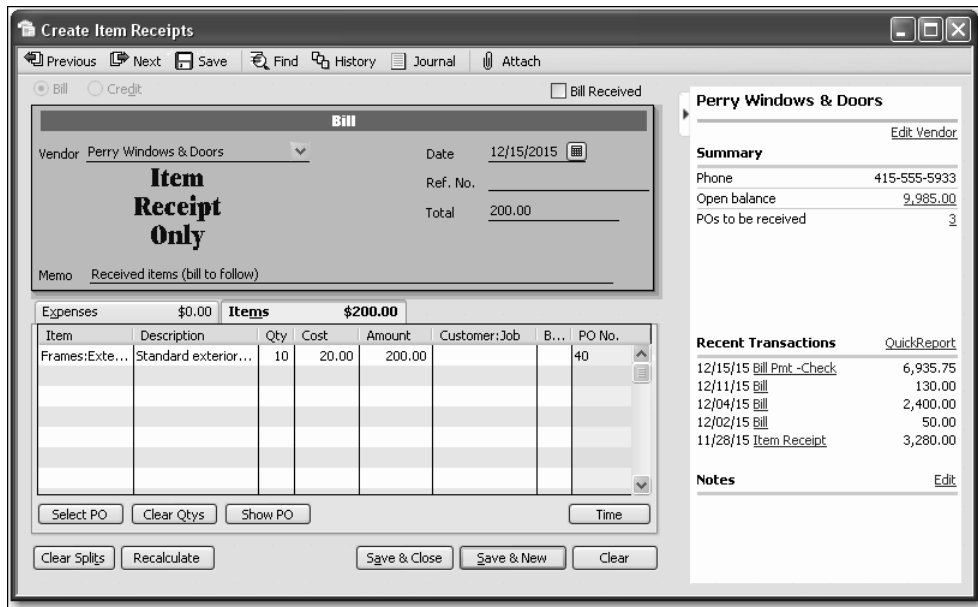 Create Item Receipts
Previous Next Save Find History Journal Attach
Bill Credit Bill Received
Bill
Vendor Perry Windows & Doors Date 12/15/2015
Item
Receipt
Only
Ref. No.
Total 200.00
Memo Received items (bill to follow)
Expenses $0.00 Items $200.00
Item Description Qty Cost Amount Customer:Job B... PO No.
Frames:Exte... Standard exterior... 10 20.00 200.00 40
Select PO Clear Qtys Show PO Time
Clear Splits Recalculate Save & Close Save & New Clear
Perry Windows & Doors
Edit Vendor
Summary
Phone 415-555-5933
Open balance 9,985.00
POs to be received 3
Recent Transactions QuickReport
12/15/15 Bill Pmt -Check 6,935.75
12/11/15 Bill 130.00
12/04/15 Bill 2,400.00
12/02/15 Bill 50.00
11/28/15 Item Receipt 3,280.00
Notes Edit